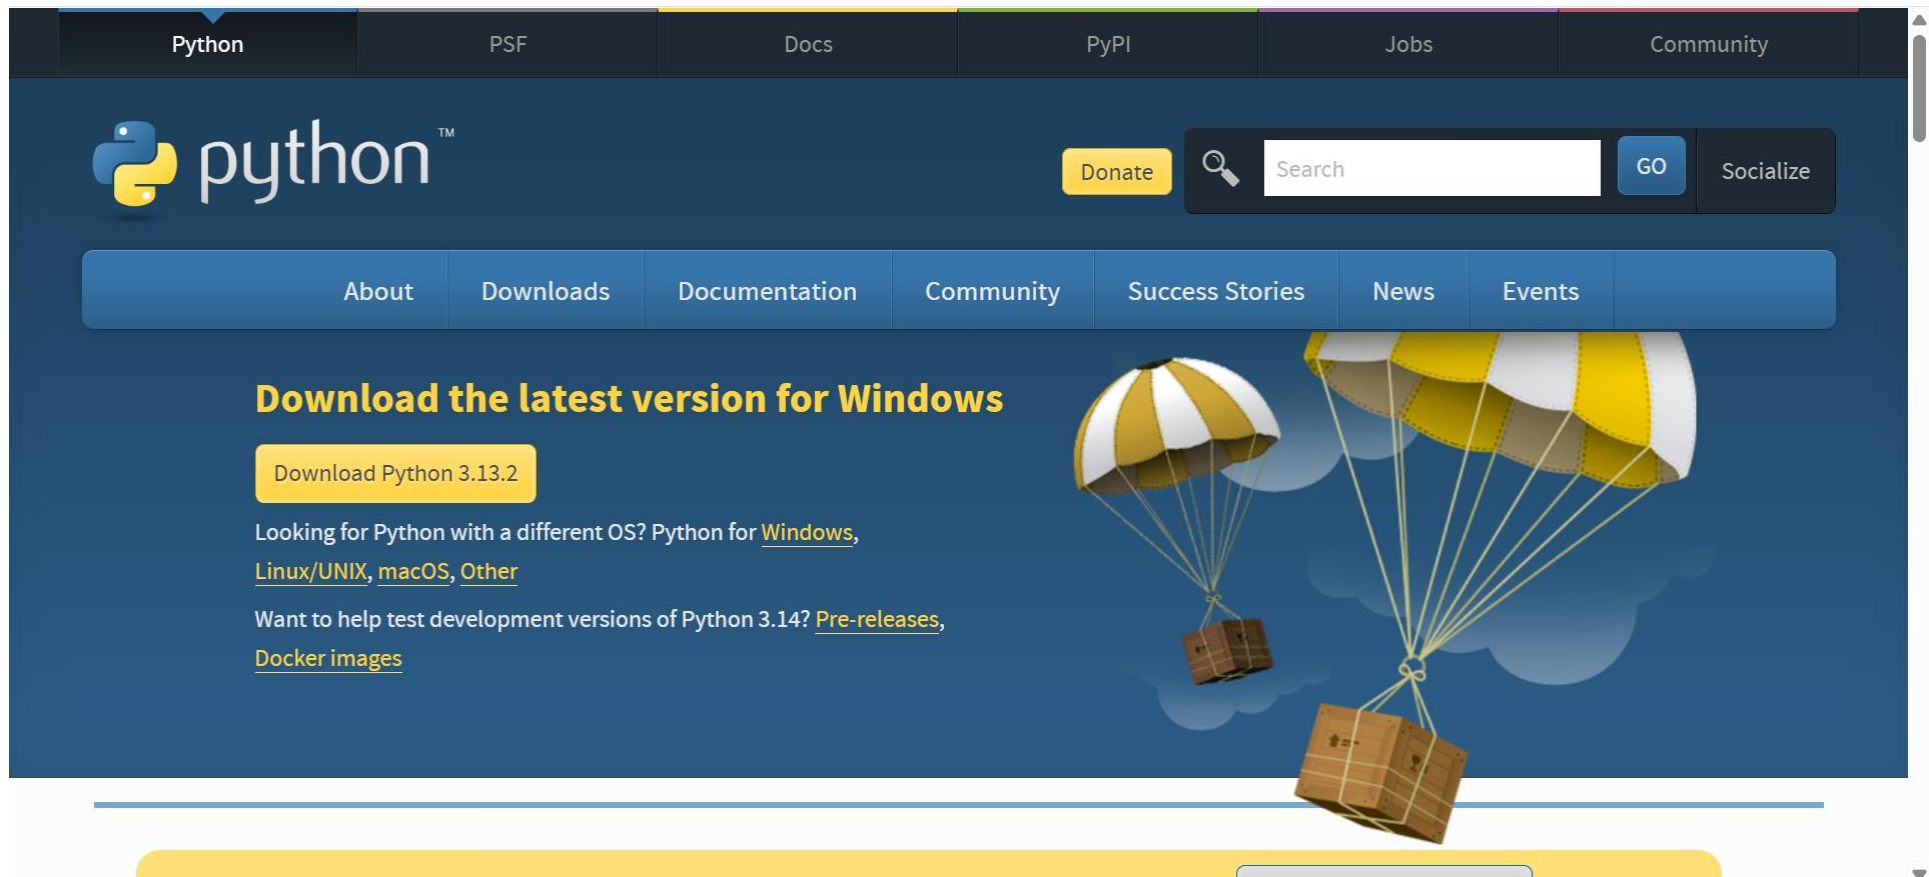 Python
PSF
Docs
PyPI
Jobs
Community
python™
Donate
Search
GO
Socialize
About
Downloads
Documentation
Community
Success Stories
News
Events
Download the latest version for Windows
Download Python 3.13.2
Looking for Python with a different OS? Python for Windows,
Linux/UNIX, macOS, Other
Want to help test development versions of Python 3.14? Pre-releases,
Docker images